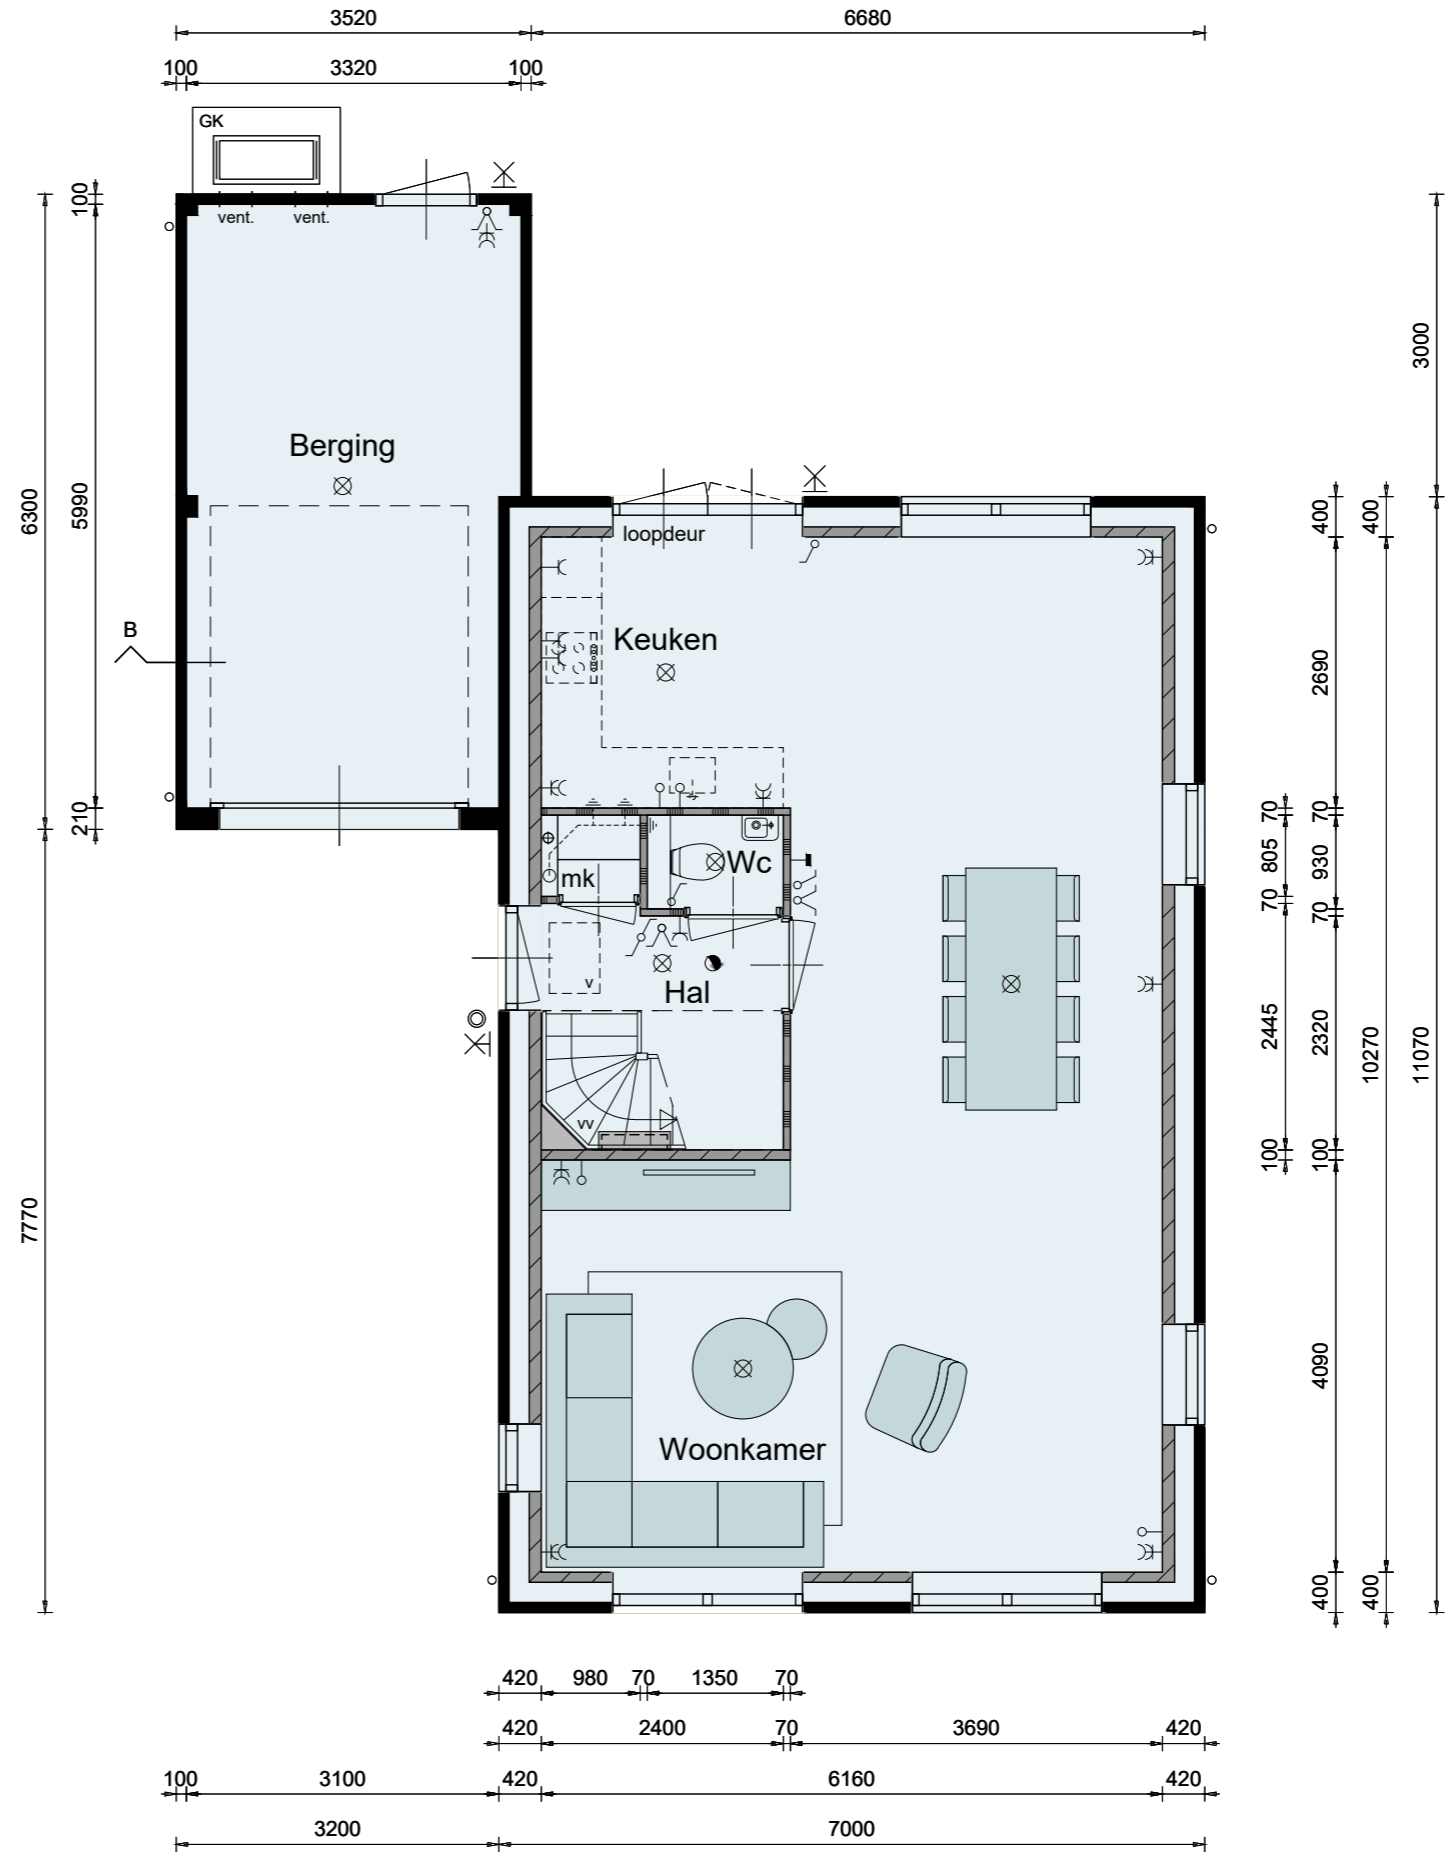 3520 6680
100 3320 100
GK
vent. vent.
100
6300
5990
210
7770
3000
Berging
B
loopdeur
Keuken
Wc
mk
v
Hal
vv
Woonkamer
400 400
2690
70 70
805 930
70 70
2445 2320
100 100
4090
10270
11070
400 400
420 980 70 1350 70
420 2400 70 3690 420
100 3100 420 6160 420
3200 7000